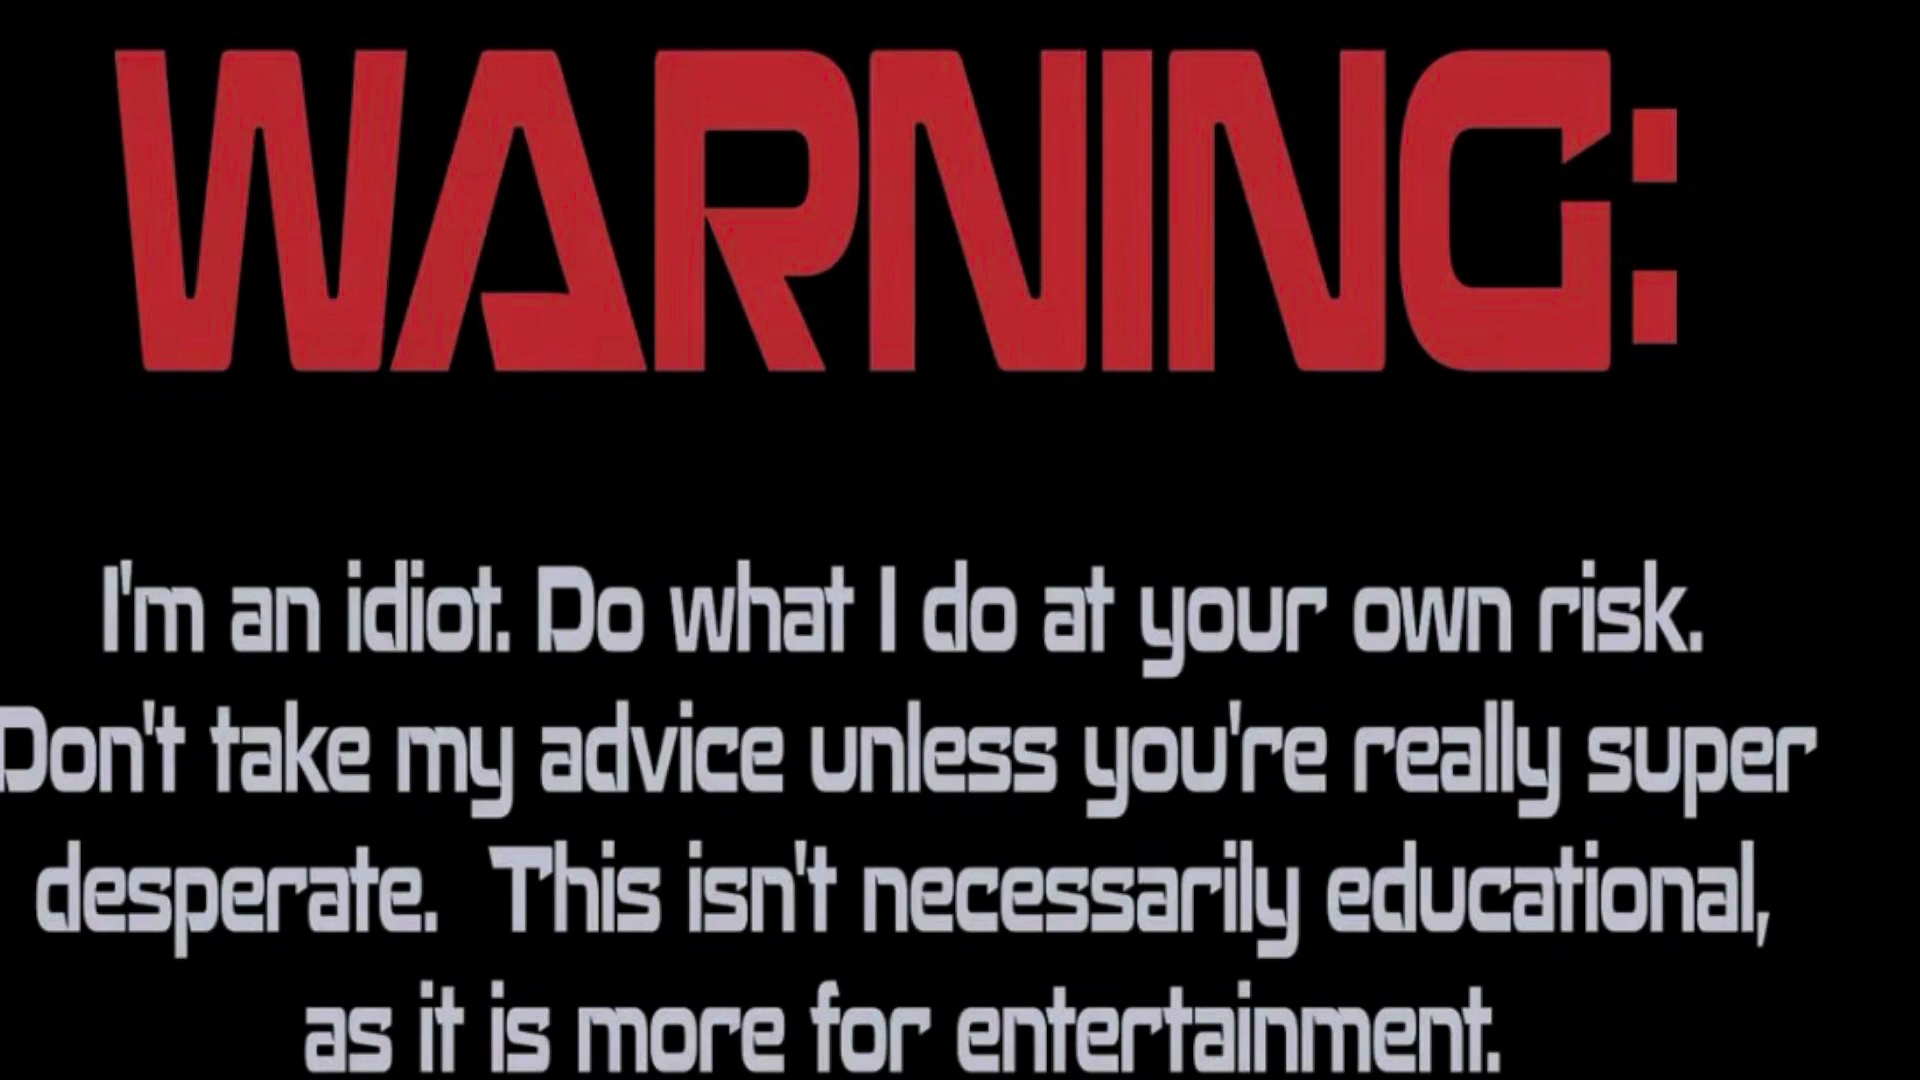 WARNING:
I'm an idiot. Do what I do at your own risk.
Don't take my advice unless you're really super
desperate.  This isn't necessarily educational,
as it is more for entertainment.